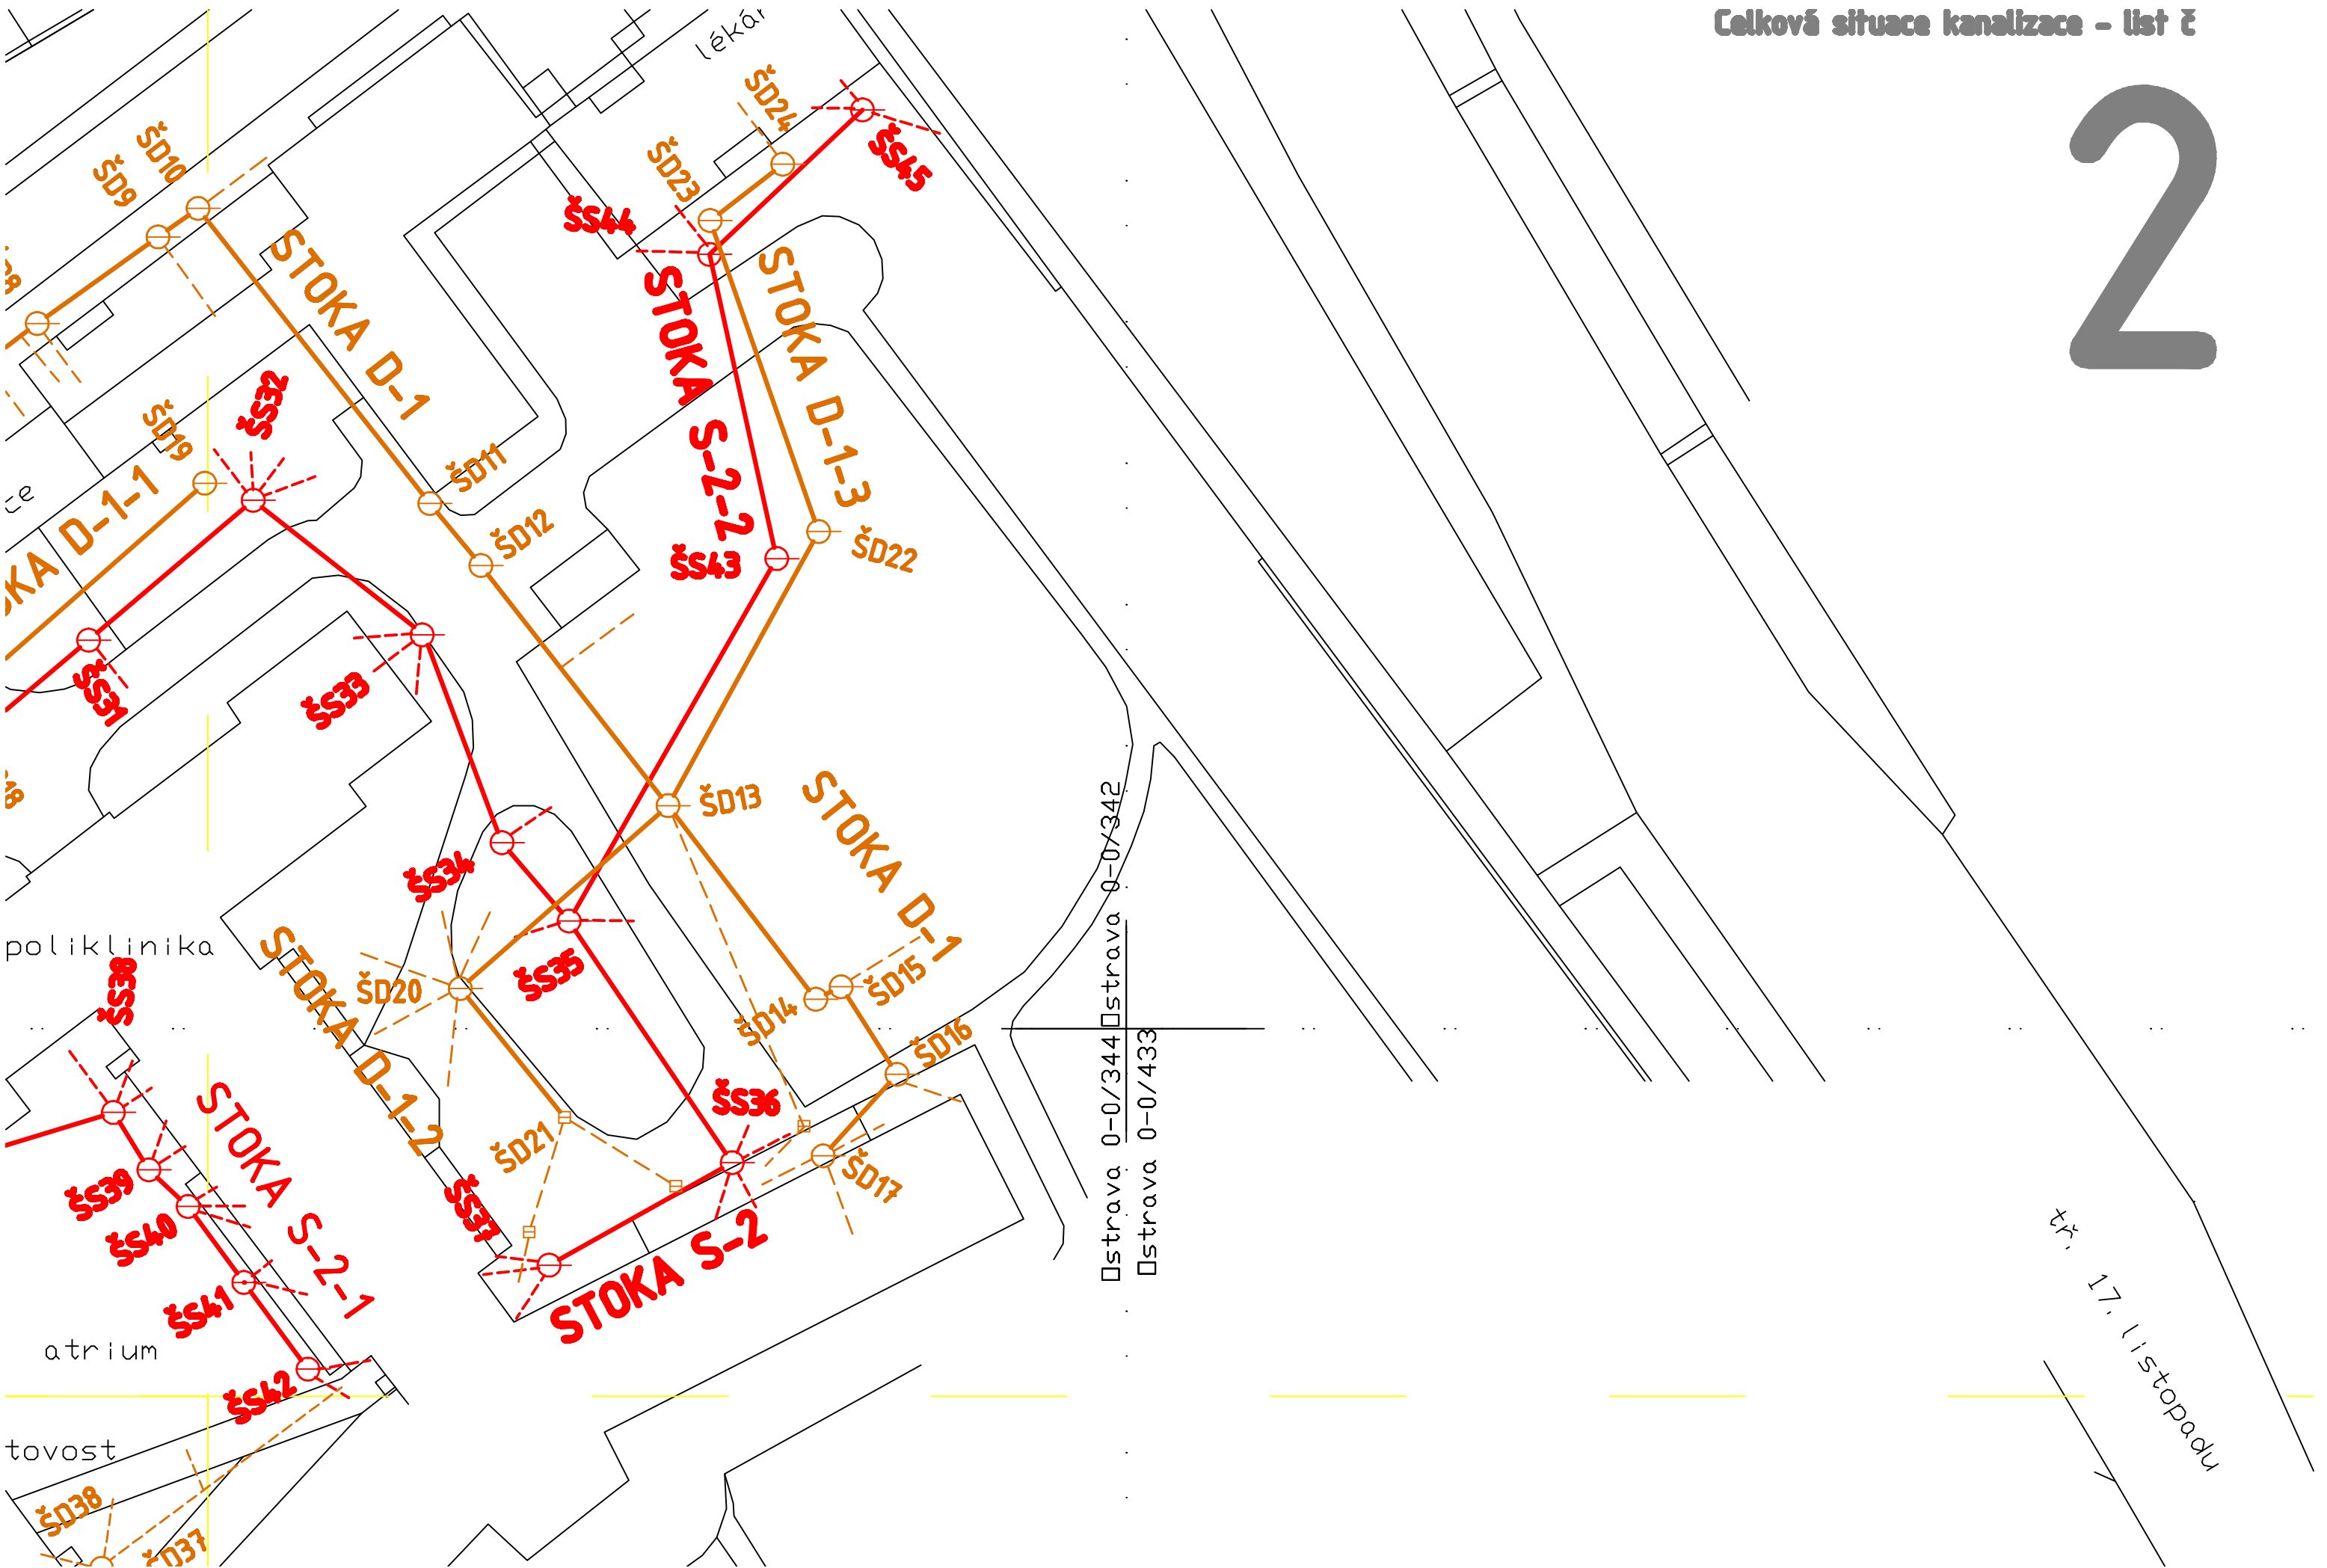 Celková situace kanalizace - list č
2
lékár
ŠD24
ŠS45
ŠD23
ŠS44
ŠD10
ŠD9
STOKA D-1
STOKA S-2-2
STOKA D-1-3
ŠS32
ŠD19
ŠD11
ŠD12
ŠS43
ŠD22
ce
OKA D-1-1
ŠS31
ŠS33
ŠD13
STOKA D-1
ŠS34
ŠS35
ŠD20
ŠD14
ŠD15
ŠD16
poliklinika
ŠS38
STOKA D-1-2
Ostrava 0-0/344
Ostrava 0-0/342
Ostrava 0-0/433
ŠS36
ŠD21
ŠD17
ŠS37
STOKA S-2
STOKA S-2-1
ŠS39
ŠS40
ŠS41
ŠS42
atrium
tovost
ŠD38
ŠD37
tř. 17. listopadu